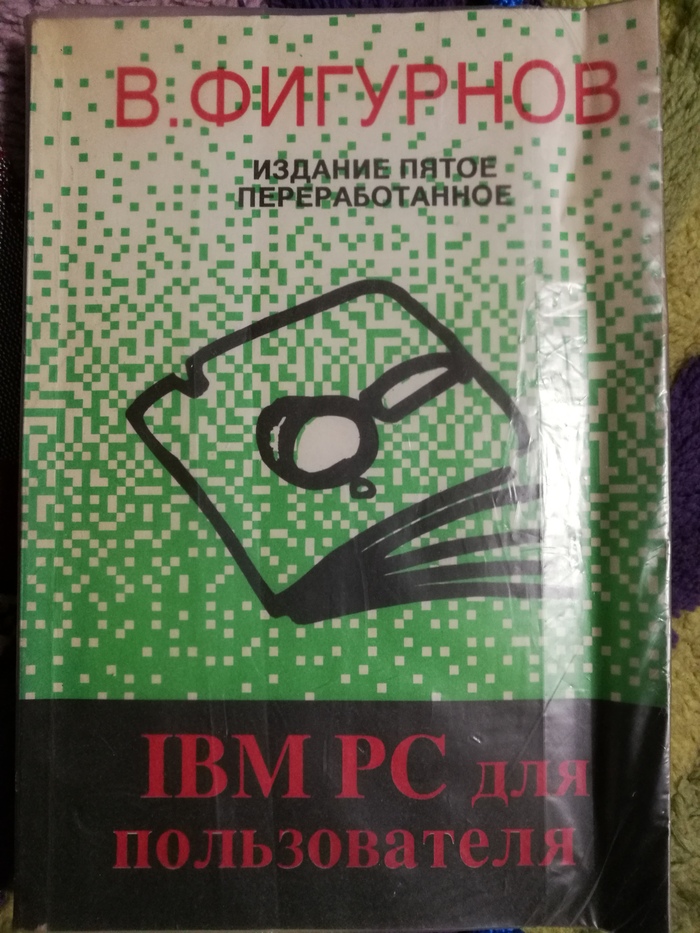 В. ФИГУРНОВ
ИЗДАНИЕ ПЯТОЕ
ПЕРЕРАБОТАННОЕ
IBM PC для
пользователя